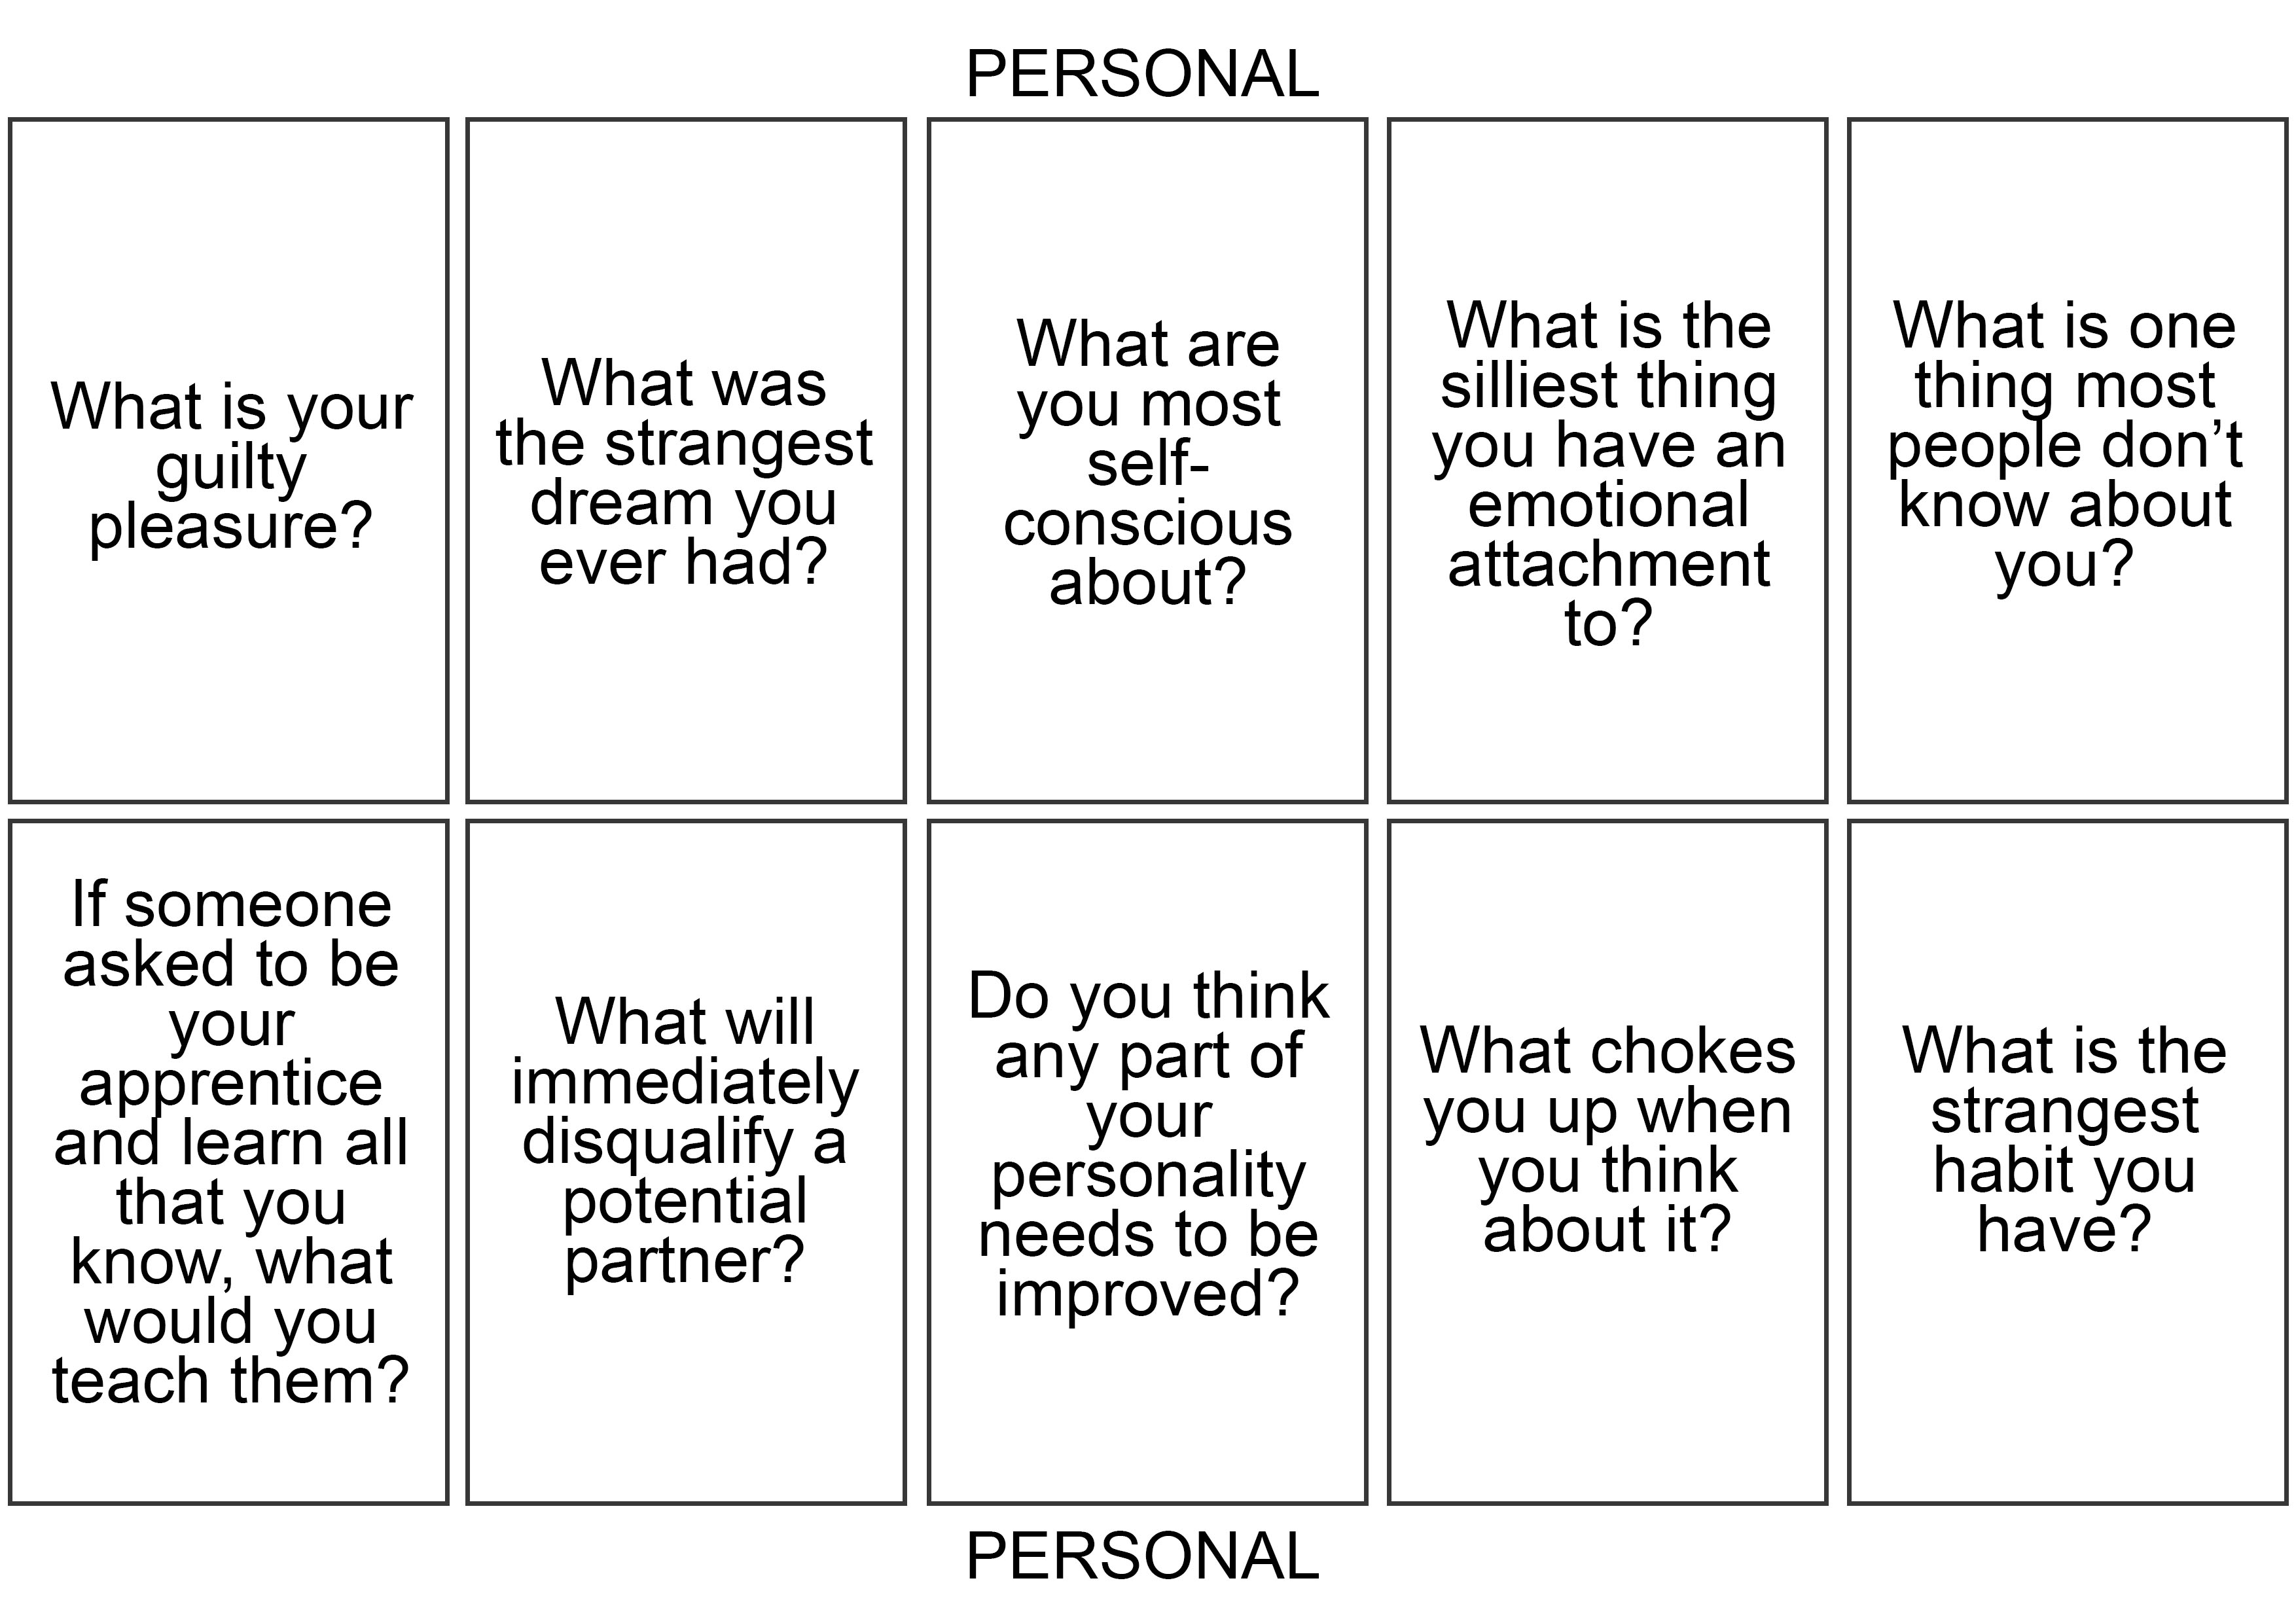 PERSONAL
What is your
guilty
pleasure?
What was
the strangest
dream you
ever had?
What are
you most
self-
conscious
about?
What is the
silliest thing
you have an
emotional
attachment
to?
What is one
thing most
people don’t
know about
you?
If someone
asked to be
your
apprentice
and learn all
that you
know, what
would you
teach them?
What will
immediately
disqualify a
potential
partner?
Do you think
any part of
your
personality
needs to be
improved?
What chokes
you up when
you think
about it?
What is the
strangest
habit you
have?
PERSONAL